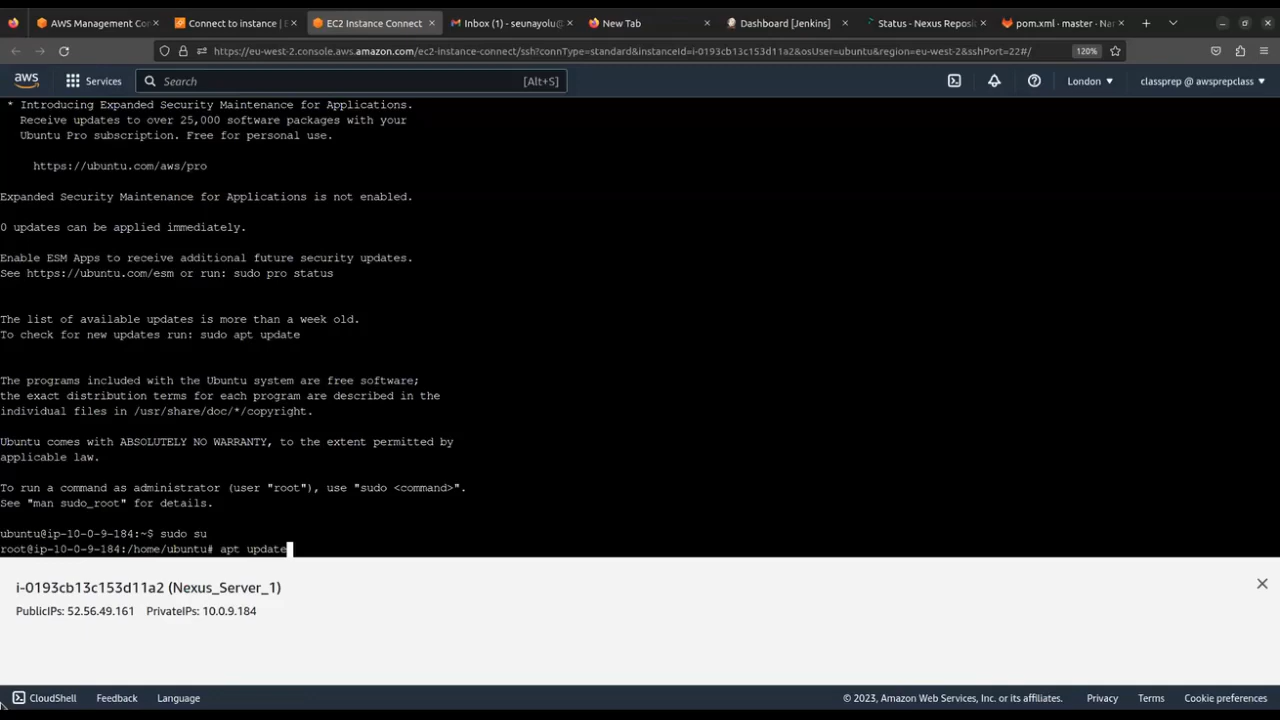 AWS Management Co
Connect to instance | E
EC2 Instance Connect
Inbox (1) - seunayolu@
New Tab
Dashboard [Jenkins]
Status - Nexus Reposi
pom.xml · master · Na
https://eu-west-2.console.aws.amazon.com/ec2-instance-connect/ssh?connType=standard&instanceId=i-0193cb13c153d11a2&osUser=ubuntu&region=eu-west-2&sshPort=22#/
120%
aws
Services
Search
[Alt+S]
London
classprep @ awsprepclass
* Introducing Expanded Security Maintenance for Applications.
Receive updates to over 25,000 software packages with your
Ubuntu Pro subscription. Free for personal use.
https://ubuntu.com/aws/pro
Expanded Security Maintenance for Applications is not enabled.
0 updates can be applied immediately.
Enable ESM Apps to receive additional future security updates.
See https://ubuntu.com/esm or run: sudo pro status
The list of available updates is more than a week old.
To check for new updates run: sudo apt update
The programs included with the Ubuntu system are free software;
the exact distribution terms for each program are described in the
individual files in /usr/share/doc/*/copyright.
Ubuntu comes with ABSOLUTELY NO WARRANTY, to the extent permitted by
applicable law.
To run a command as administrator (user "root"), use "sudo <command>".
See "man sudo_root" for details.
ubuntu@ip-10-0-9-184:~$ sudo su
root@ip-10-0-9-184:/home/ubuntu# apt update
i-0193cb13c153d11a2 (Nexus_Server_1)
PublicIPs: 52.56.49.161 PrivateIPs: 10.0.9.184
CloudShell
Feedback
Language
© 2023, Amazon Web Services, Inc. or its affiliates.
Privacy
Terms
Cookie preferences